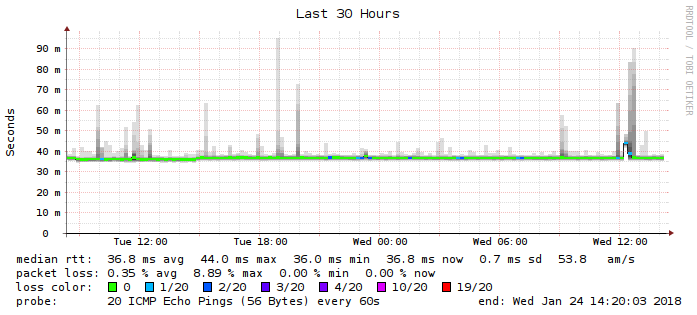 Last 30 Hours
RRDTOOL / TOBI OETIKER
Seconds
90 m
80 m
70 m
60 m
50 m
40 m
30 m
20 m
10 m
0
Tue 12:00 Tue 18:00 Wed 00:00 Wed 06:00 Wed 12:00
median rtt: 36.8 ms avg 44.0 ms max 36.0 ms min 36.8 ms now 0.7 ms sd 53.8 am/s
packet loss: 0.35 % avg 8.89 % max 0.00 % min 0.00 % now
loss color: 0 1/20 2/20 3/20 4/20 10/20 19/20
probe: 20 ICMP Echo Pings (56 Bytes) every 60s end: Wed Jan 24 14:20:03 2018